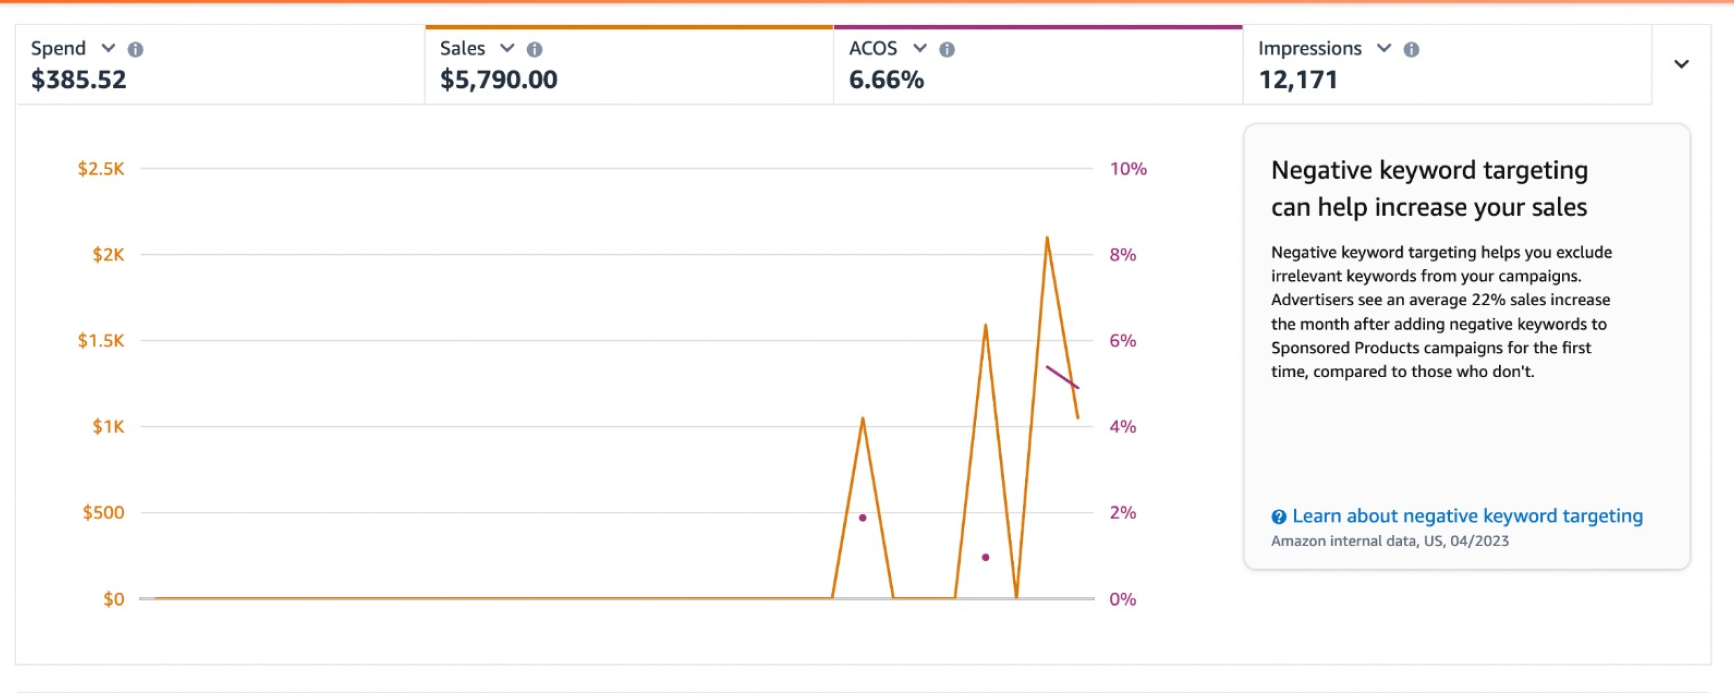 Spend
$385.52
Sales
$5,790.00
ACOS
6.66%
Impressions
12,171
$2.5K
$2K
$1.5K
$1K
$500
$0
10%
8%
6%
4%
2%
0%
Negative keyword targeting
can help increase your sales
Negative keyword targeting helps you exclude
irrelevant keywords from your campaigns.
Advertisers see an average 22% sales increase
the month after adding negative keywords to
Sponsored Products campaigns for the first
time, compared to those who don't.
Learn about negative keyword targeting
Amazon internal data, US, 04/2023